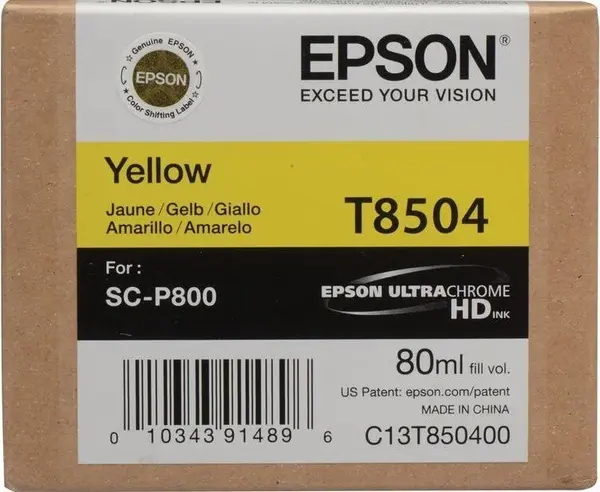 Genuine EPSON
EPSON
Color Shifting Label
EPSON®
EXCEED YOUR VISION
Yellow
Jaune/Gelb/Giallo
Amarillo/Amarelo
T8504
For :
SC-P800
EPSON ULTRACHROME
HD INK
80ml fill vol.
US Patent: epson.com/patent
MADE IN CHINA
0 10343 91489 6
C13T850400